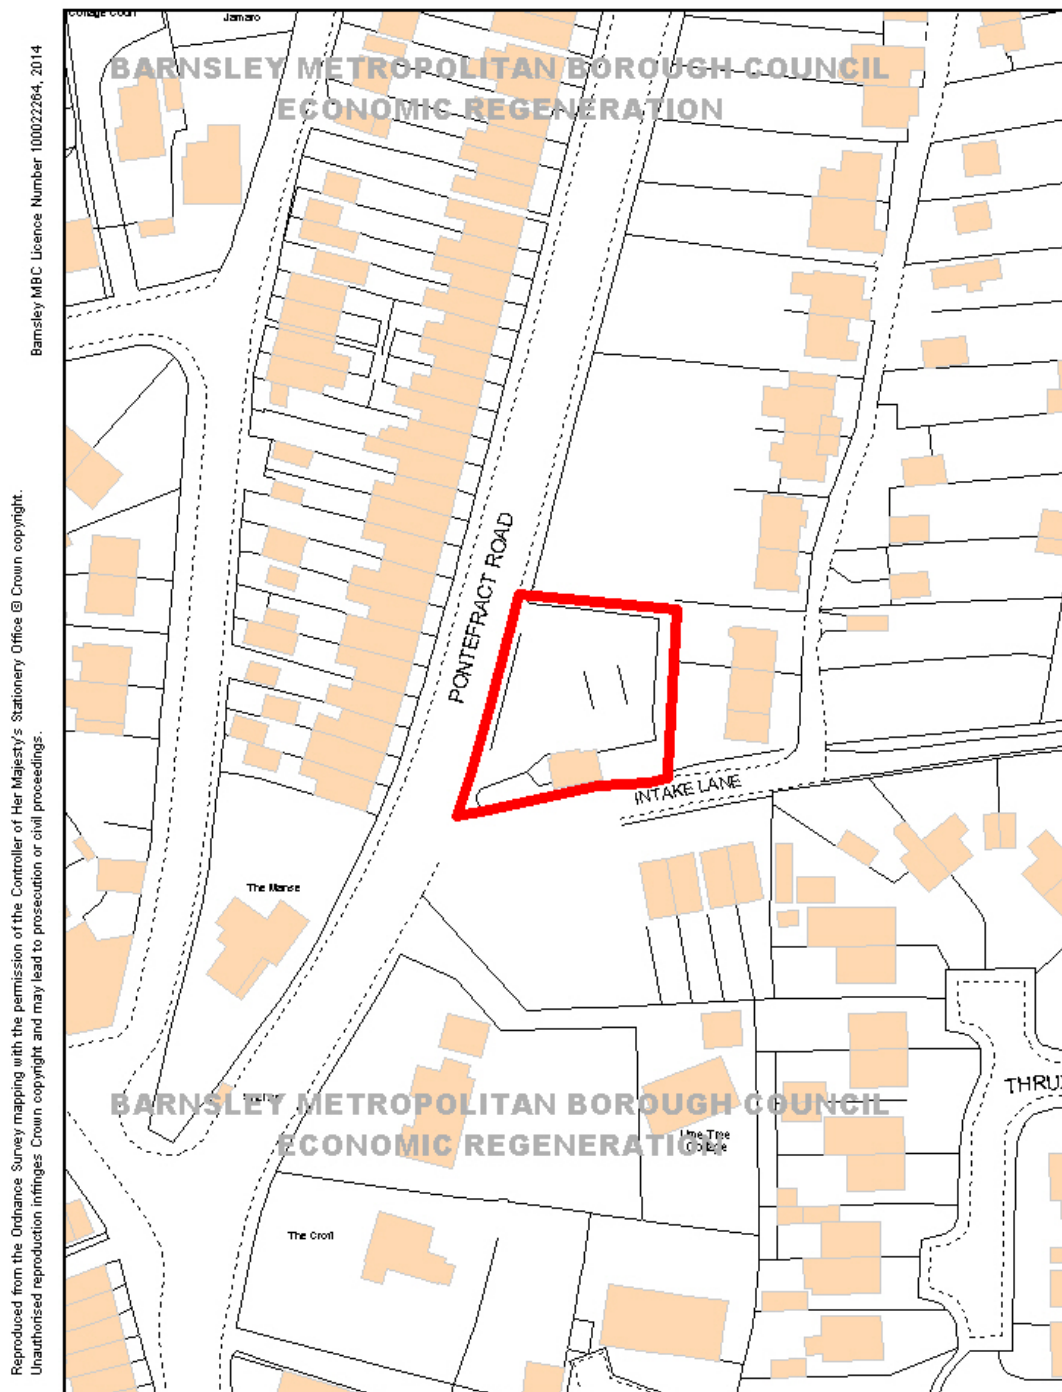 Cottage Court
Jamaro
BARNSLEY METROPOLITAN BOROUGH COUNCIL
ECONOMIC REGENERATION
Barnsley MBC Licence Number 100022264, 2014
PONTEFRACT ROAD
INTAKE LANE
The Manse
THRU
BARNSLEY METROPOLITAN BOROUGH COUNCIL
ECONOMIC REGENERATION
Lime Tree
Cottage
The Croft
Reproduced from the Ordnance Survey mapping with the permission of the Controller of Her Majesty's Stationery Office © Crown copyright.
Unauthorised reproduction infringes Crown copyright and may lead to prosecution or civil proceedings.